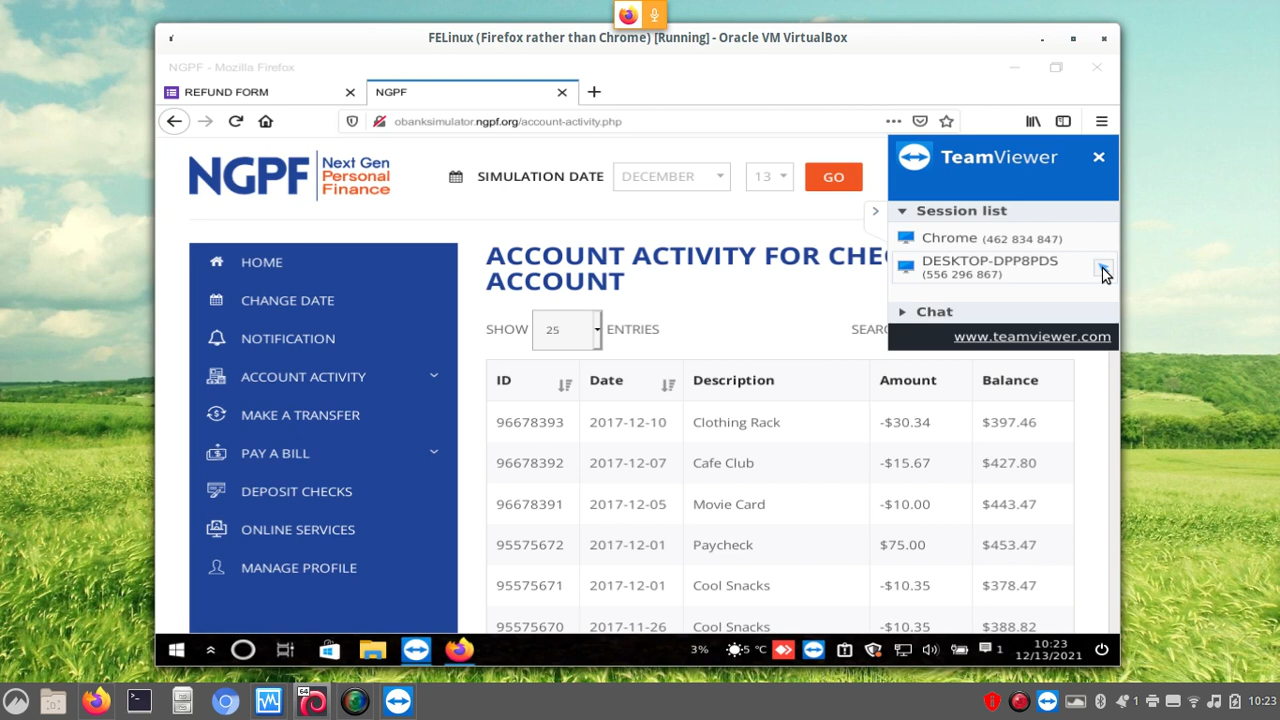 FELinux (Firefox rather than Chrome) [Running] - Oracle VM VirtualBox
NGPF - Mozilla Firefox
REFUND FORM
NGPF
obanksimulator.ngpf.org/account-activity.php
NGPF Next Gen Personal Finance
SIMULATION DATE DECEMBER 13 GO
TeamViewer
Session list
Chrome (462 834 847)
DESKTOP-DPP8PDS
(556 296 867)
Chat
www.teamviewer.com
HOME
CHANGE DATE
NOTIFICATION
ACCOUNT ACTIVITY
MAKE A TRANSFER
PAY A BILL
DEPOSIT CHECKS
ONLINE SERVICES
MANAGE PROFILE
ACCOUNT ACTIVITY FOR CHE
ACCOUNT
SHOW 25 ENTRIES SEARC
ID Date Description Amount Balance
96678393 2017-12-10 Clothing Rack -$30.34 $397.46
96678392 2017-12-07 Cafe Club -$15.67 $427.80
96678391 2017-12-05 Movie Card -$10.00 $443.47
95575672 2017-12-01 Paycheck $75.00 $453.47
95575671 2017-12-01 Cool Snacks -$10.35 $378.47
95575670 2017-11-26 Cool Snacks -$10.35 $388.82
3% 5 °C 1 10:23
12/13/2021
64 1 10:23